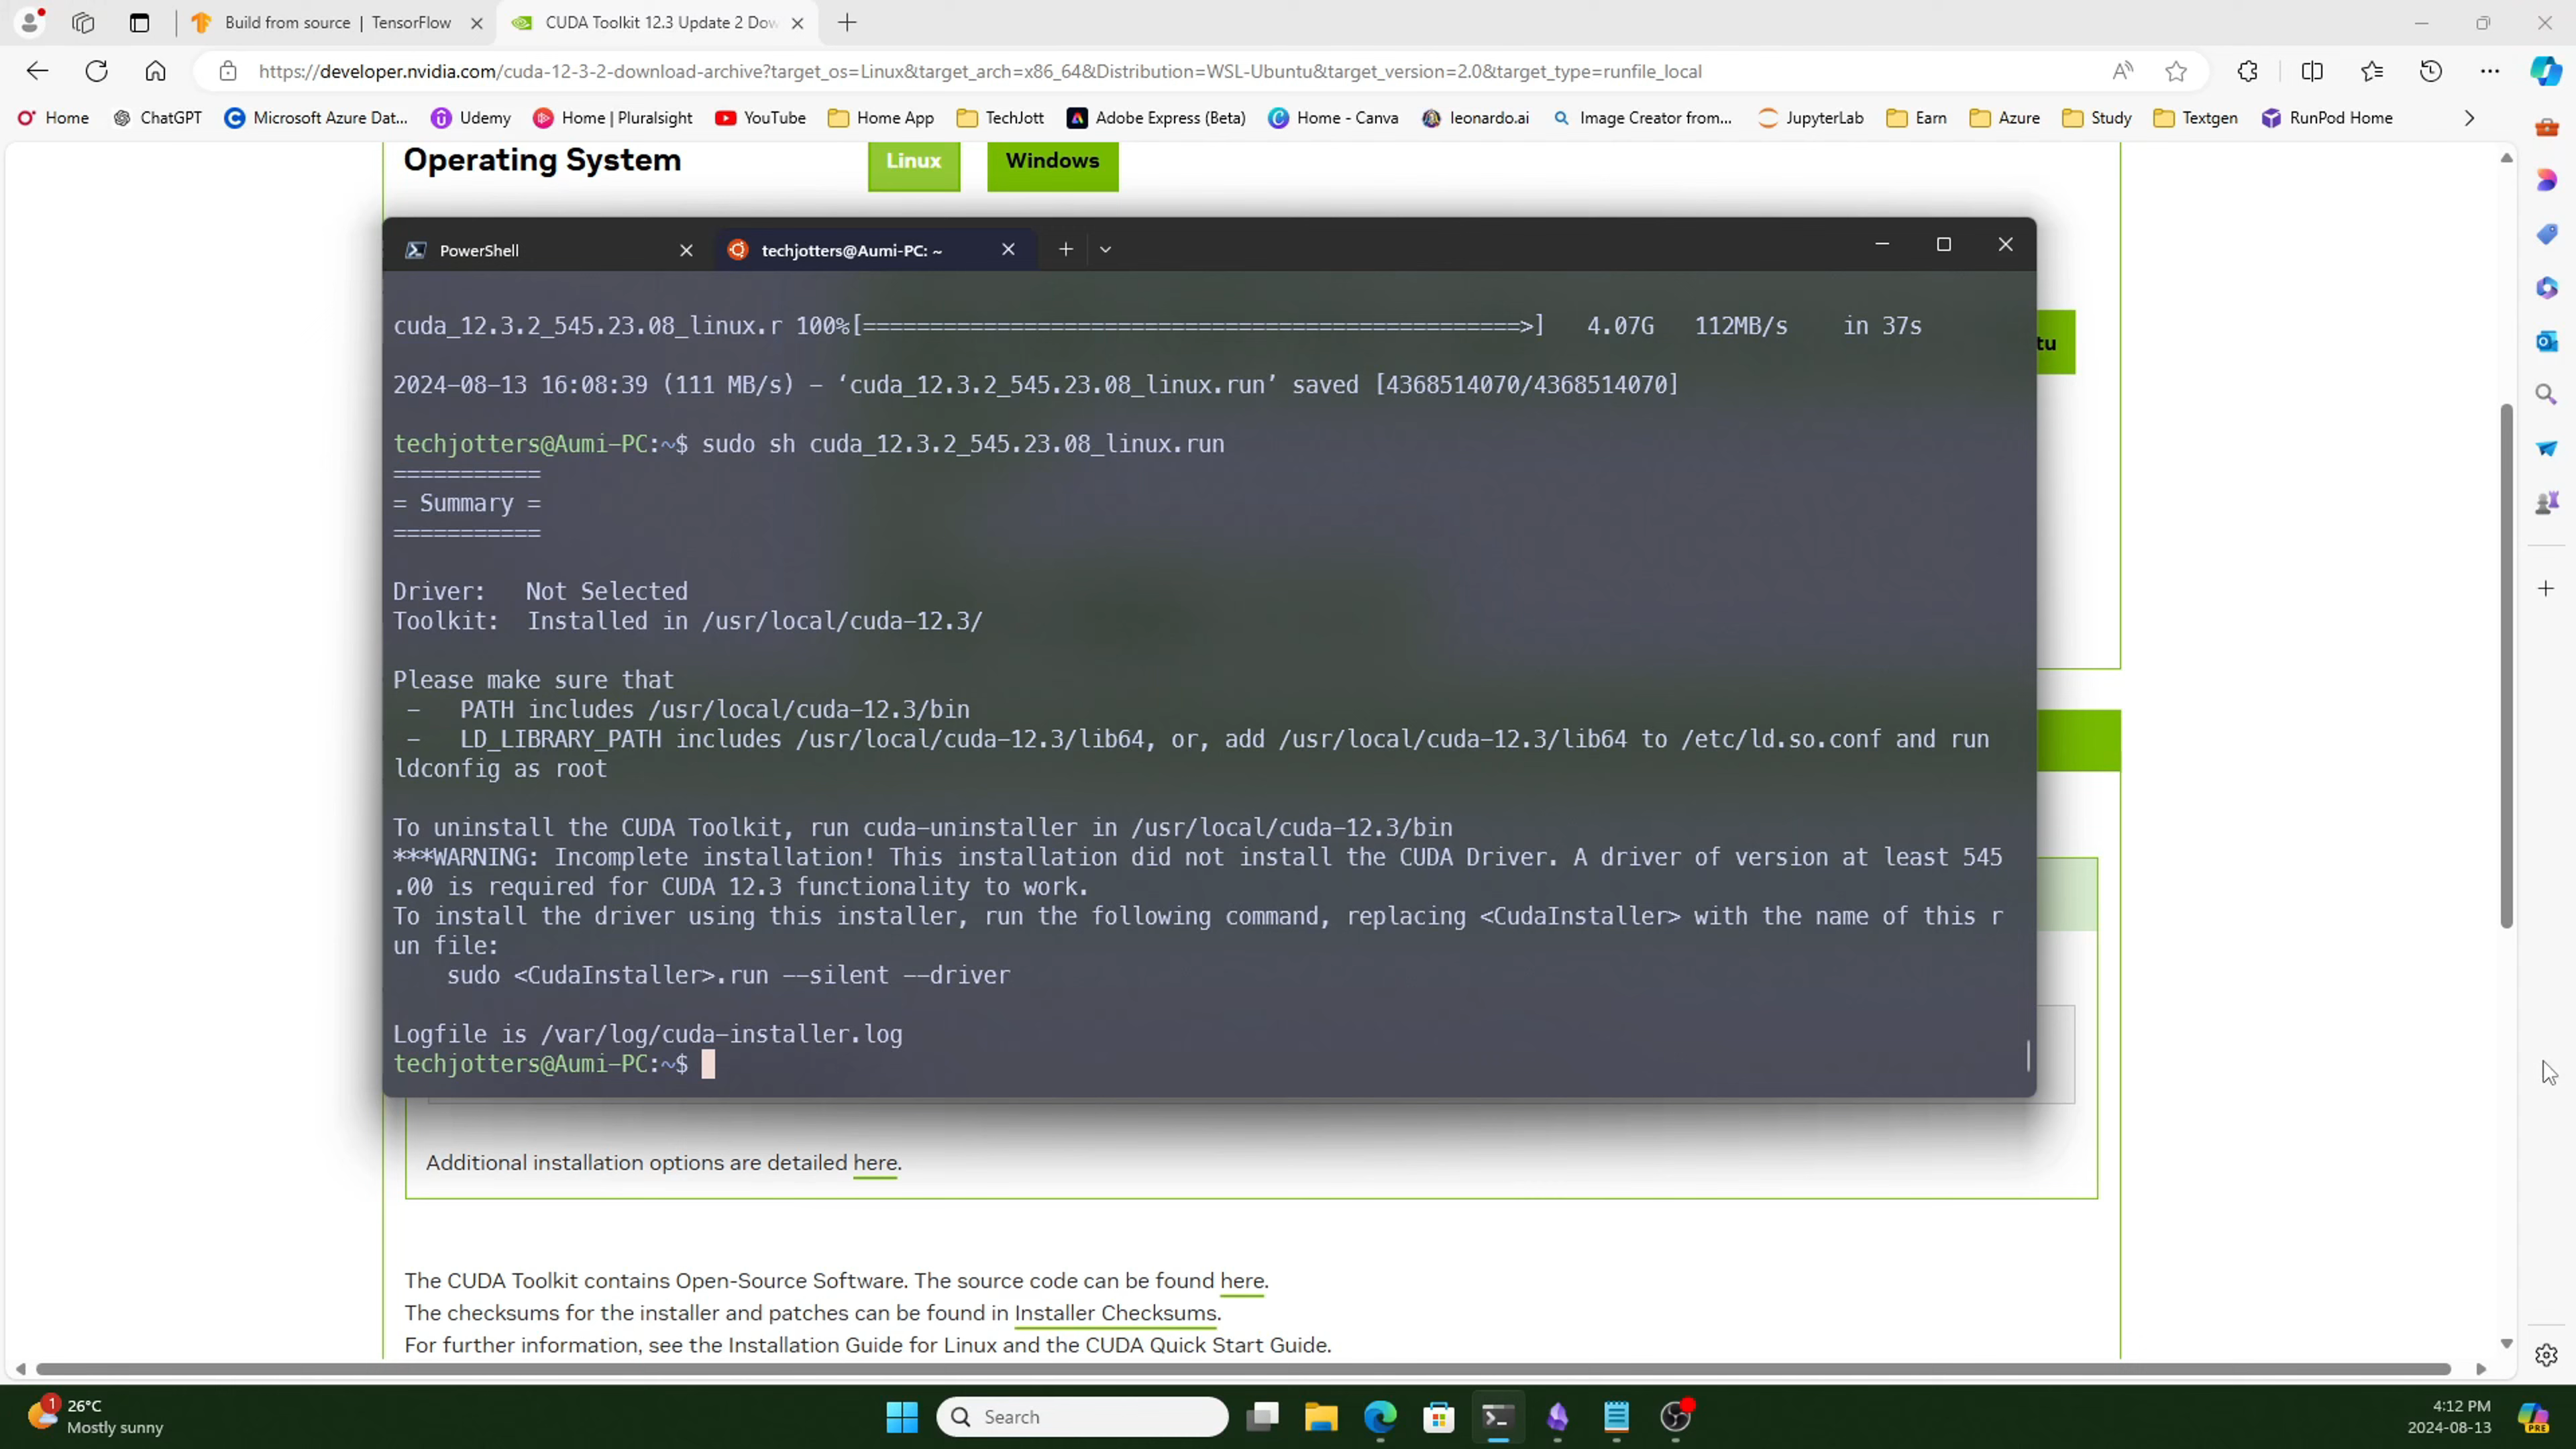 Build from source | TensorFlow
CUDA Toolkit 12.3 Update 2 Dow
https://developer.nvidia.com/cuda-12-3-2-download-archive?target_os=Linux&target_arch=x86_64&Distribution=WSL-Ubuntu&target_version=2.0&target_type=runfile_local
Home ChatGPT Microsoft Azure Dat... Udemy Home | Pluralsight YouTube Home App TechJott Adobe Express (Beta) Home - Canva leonardo.ai Image Creator from... JupyterLab Earn Azure Study Textgen RunPod Home
Operating System Linux Windows
tu
PowerShell techjotters@Aumi-PC: ~
cuda_12.3.2_545.23.08_linux.r 100%[=================================================>] 4.07G 112MB/s in 37s
2024-08-13 16:08:39 (111 MB/s) - ‘cuda_12.3.2_545.23.08_linux.run’ saved [4368514070/4368514070]
techjotters@Aumi-PC:~$ sudo sh cuda_12.3.2_545.23.08_linux.run
===========
= Summary =
===========
Driver: Not Selected
Toolkit: Installed in /usr/local/cuda-12.3/
Please make sure that
- PATH includes /usr/local/cuda-12.3/bin
- LD_LIBRARY_PATH includes /usr/local/cuda-12.3/lib64, or, add /usr/local/cuda-12.3/lib64 to /etc/ld.so.conf and run
ldconfig as root
To uninstall the CUDA Toolkit, run cuda-uninstaller in /usr/local/cuda-12.3/bin
***WARNING: Incomplete installation! This installation did not install the CUDA Driver. A driver of version at least 545
.00 is required for CUDA 12.3 functionality to work.
To install the driver using this installer, run the following command, replacing <CudaInstaller> with the name of this r
un file:
sudo <CudaInstaller>.run --silent --driver
Logfile is /var/log/cuda-installer.log
techjotters@Aumi-PC:~$
Additional installation options are detailed here.
The CUDA Toolkit contains Open-Source Software. The source code can be found here.
The checksums for the installer and patches can be found in Installer Checksums.
For further information, see the Installation Guide for Linux and the CUDA Quick Start Guide.
1
26°C
Mostly sunny
Search
4:12 PM
2024-08-13
PRE